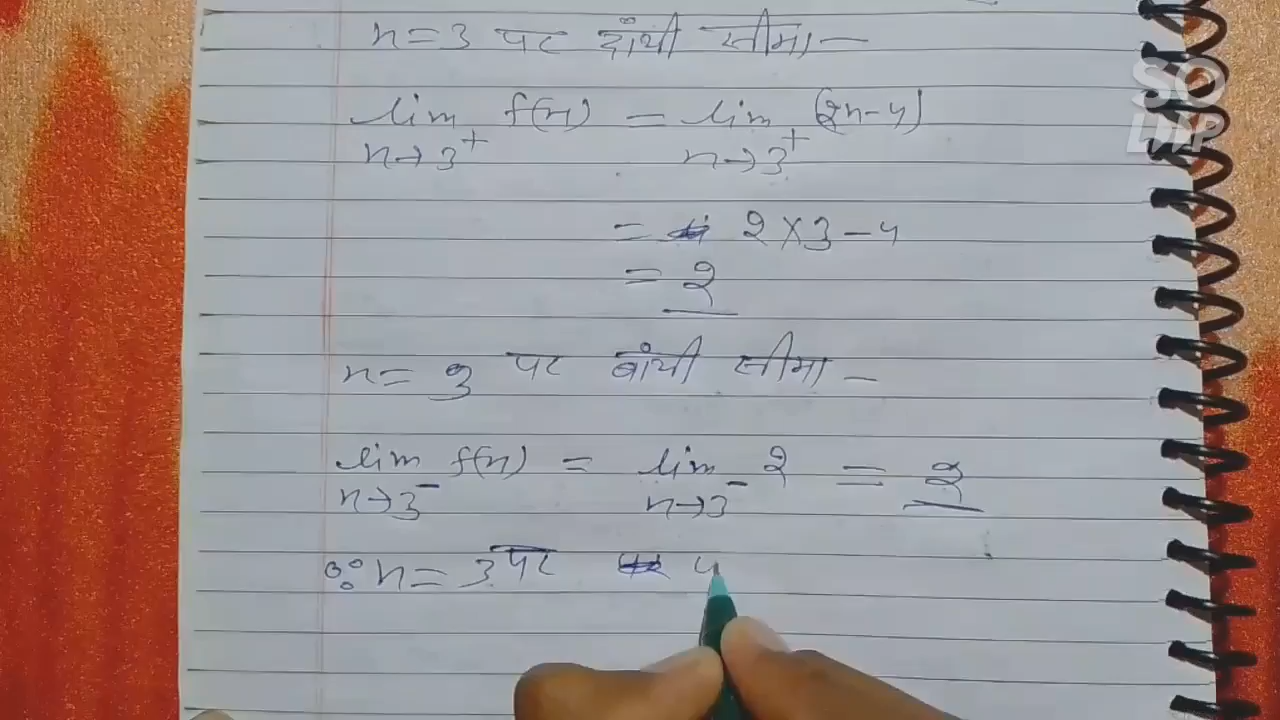 x = 3 पर दांयी सीमा —
lim f(x) = lim (2x-4)
x→3⁺ x→3⁺
= 2 × 3 - 4
= 2
x = 3 पर बांयी सीमा —
lim f(x) = lim 2 = 2
x→3⁻ x→3⁻
∵ x = 3 पर
SO